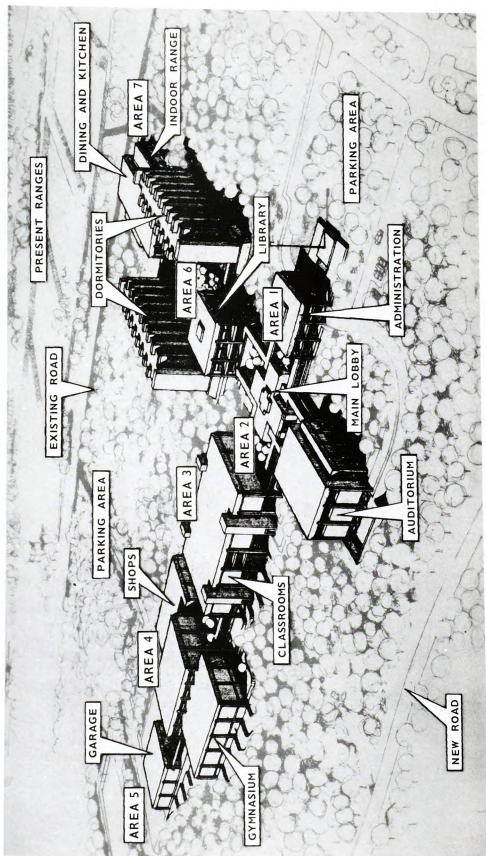 PRESENT RANGES
EXISTING ROAD
DINING AND KITCHEN
GARAGE
PARKING AREA
DORMITORIES
AREA 5
SHOPS
AREA 7
AREA 4
INDOOR RANGE
AREA 3
AREA 6
AREA 2
GYMNASIUM
LIBRARY
AREA 1
CLASSROOMS
PARKING AREA
MAIN LOBBY
ADMINISTRATION
AUDITORIUM
NEW ROAD